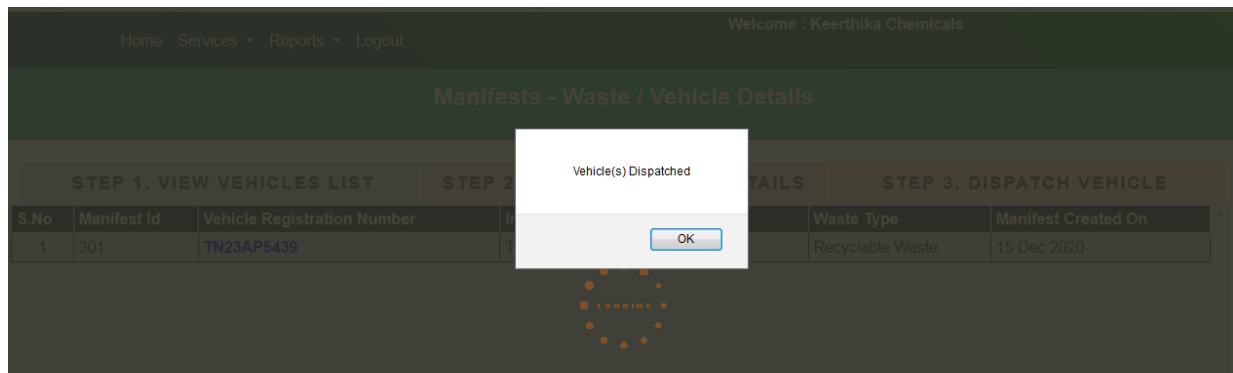 Welcome : Keerthika Chemicals
Home Services Reports Logout
Manifests - Waste / Vehicle Details
Vehicle(s) Dispatched
OK
STEP 1. VIEW VEHICLES LIST STEP 2 TAILS STEP 3. DISPATCH VEHICLE
S.No Manifest Id Vehicle Registration Number Waste Type Manifest Created On
1 301 TN23AP5439 Recyclable Waste 15 Dec 2020
LOADING